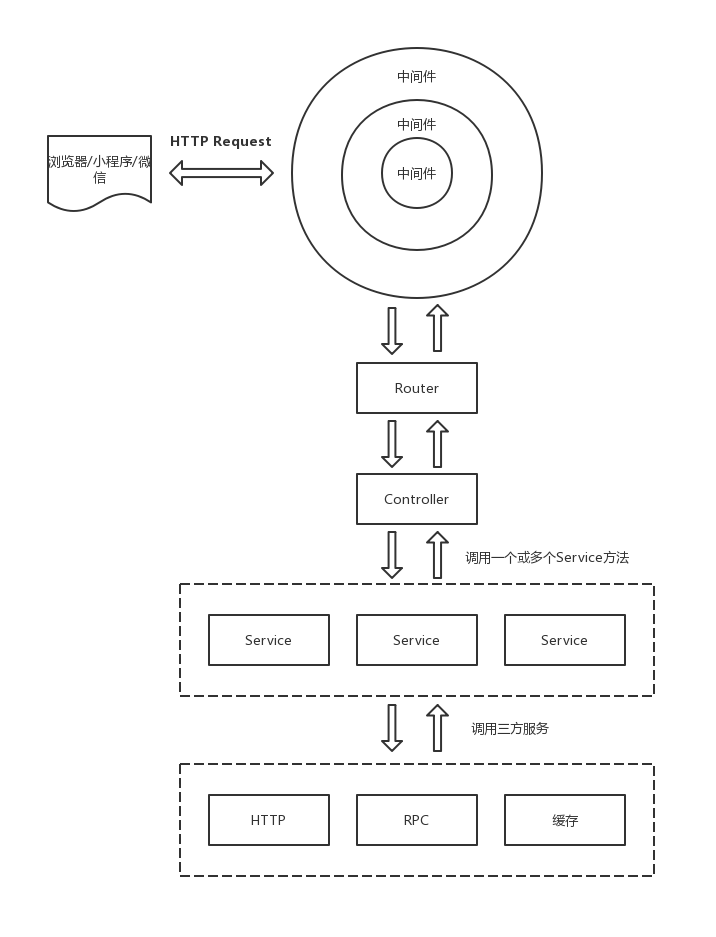 中间件
中间件
HTTP Request
浏览器/小程序/微
信
中间件
Router
Controller
调用一个或多个Service方法
Service
Service
Service
调用三方服务
HTTP
RPC
缓存